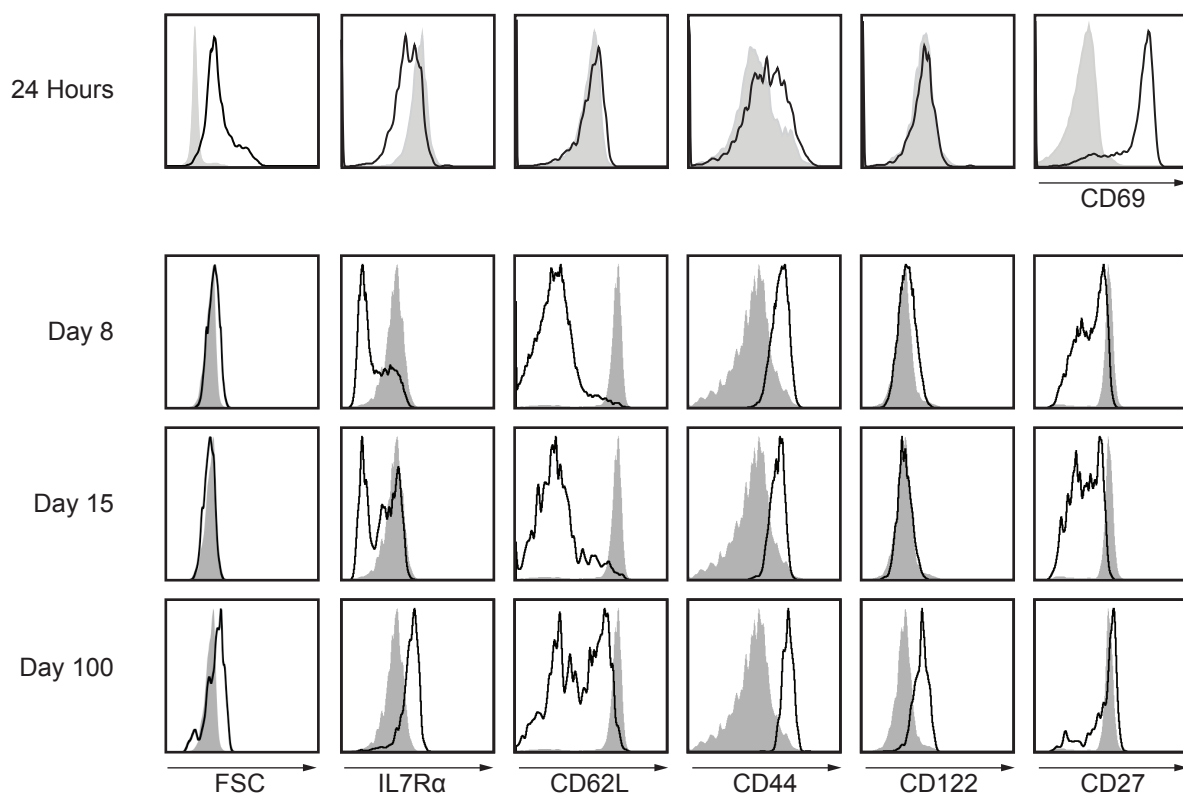 24 Hours
CD69
Day 8
Day 15
Day 100
FSC
IL7Rα
CD62L
CD44
CD122
CD27